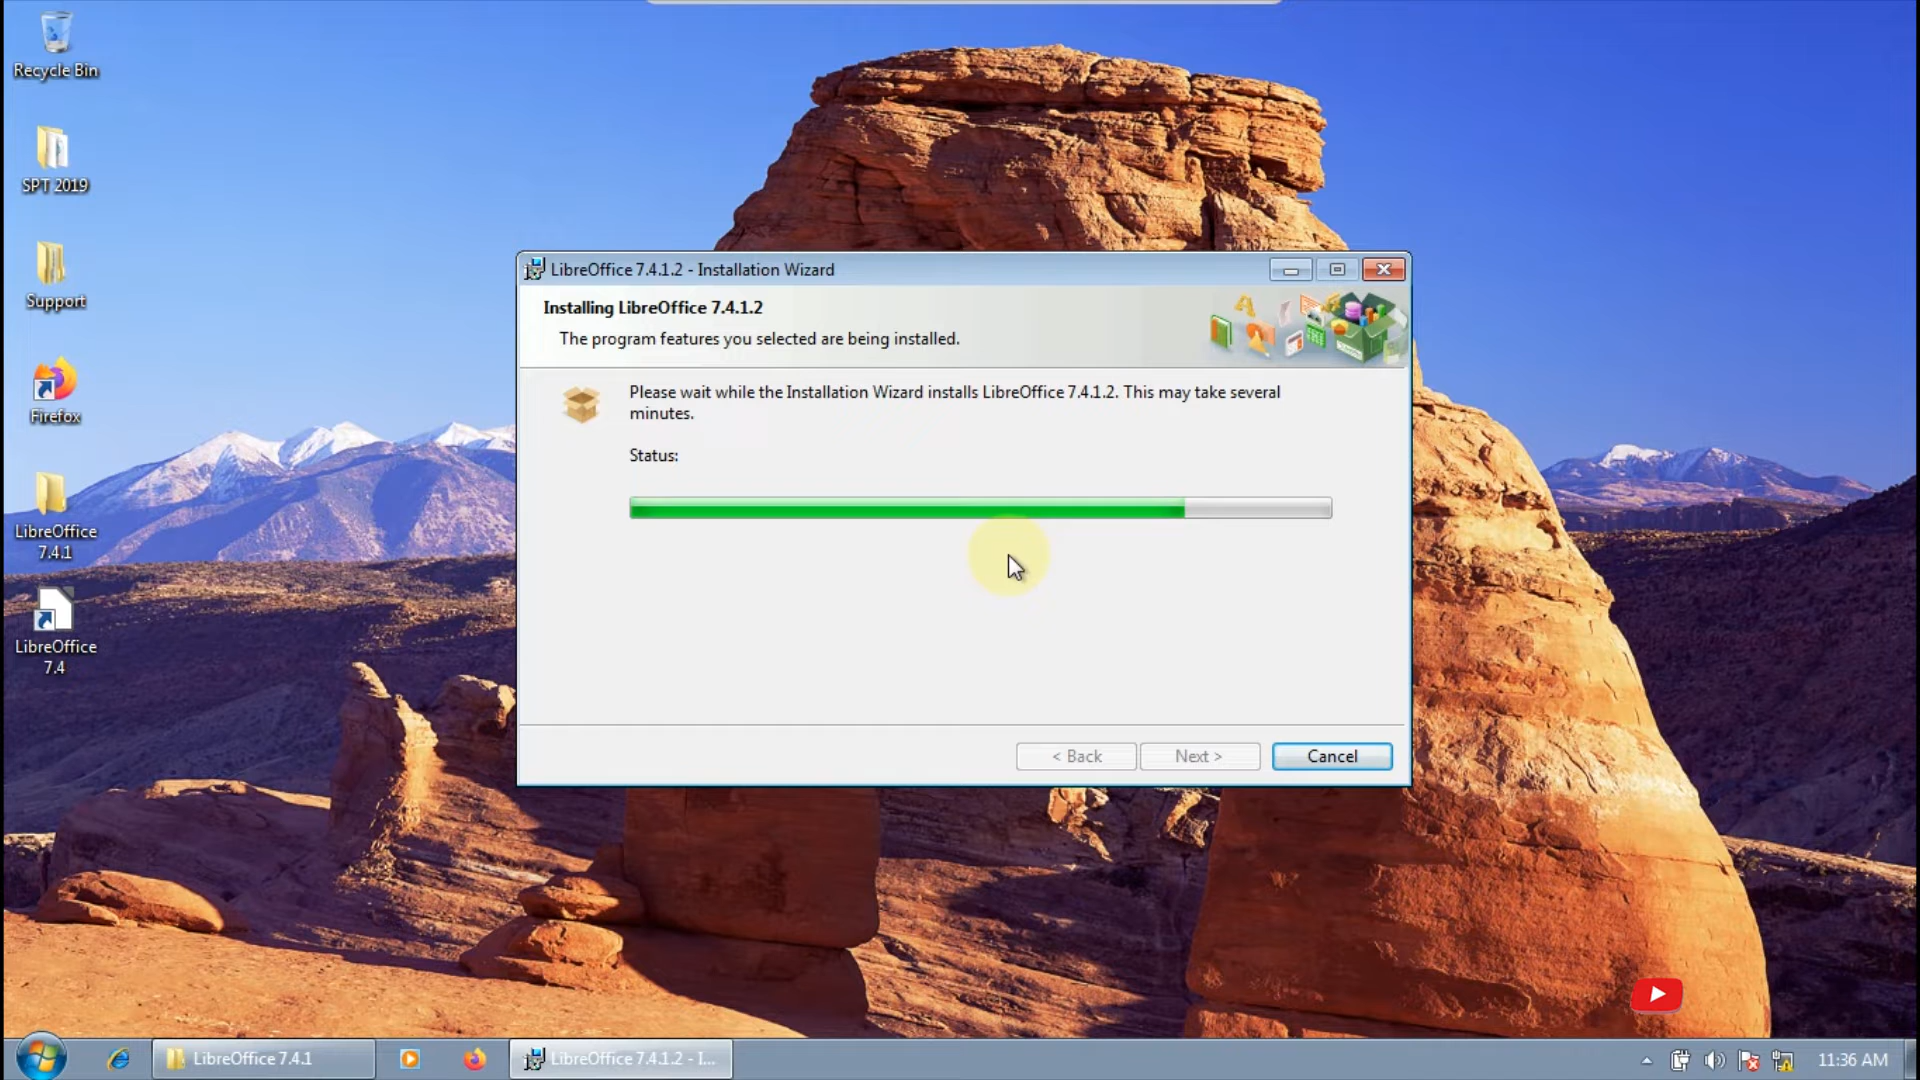 Recycle Bin
SPT 2019
Support
Firefox
LibreOffice
7.4.1
LibreOffice
7.4
LibreOffice 7.4.1.2 - Installation Wizard
Installing LibreOffice 7.4.1.2
The program features you selected are being installed.
Please wait while the Installation Wizard installs LibreOffice 7.4.1.2. This may take several
minutes.
Status:
< Back
Next >
Cancel
LibreOffice 7.4.1
LibreOffice 7.4.1.2 - I...
11:36 AM